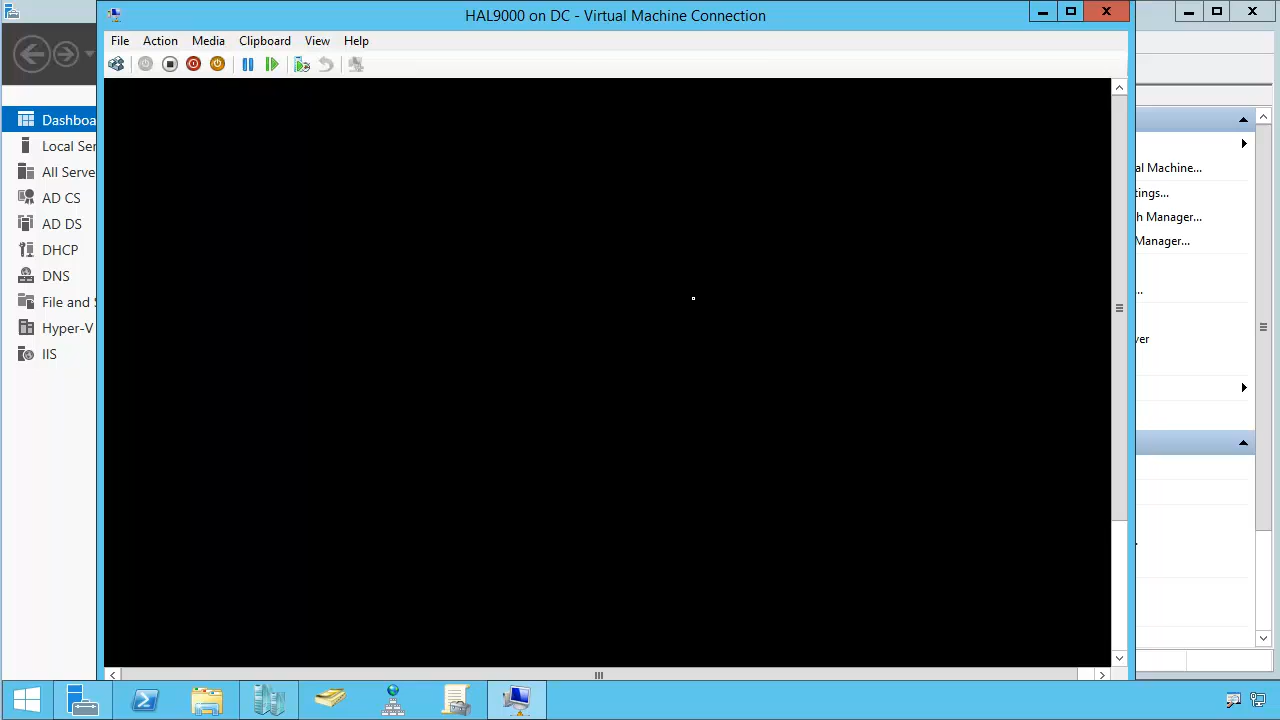 HAL9000 on DC - Virtual Machine Connection
File Action Media Clipboard View Help
Dashboa
Local Ser
All Serve
AD CS
AD DS
DHCP
DNS
File and S
Hyper-V
IIS
al Machine...
tings...
h Manager...
Manager...
...
ver